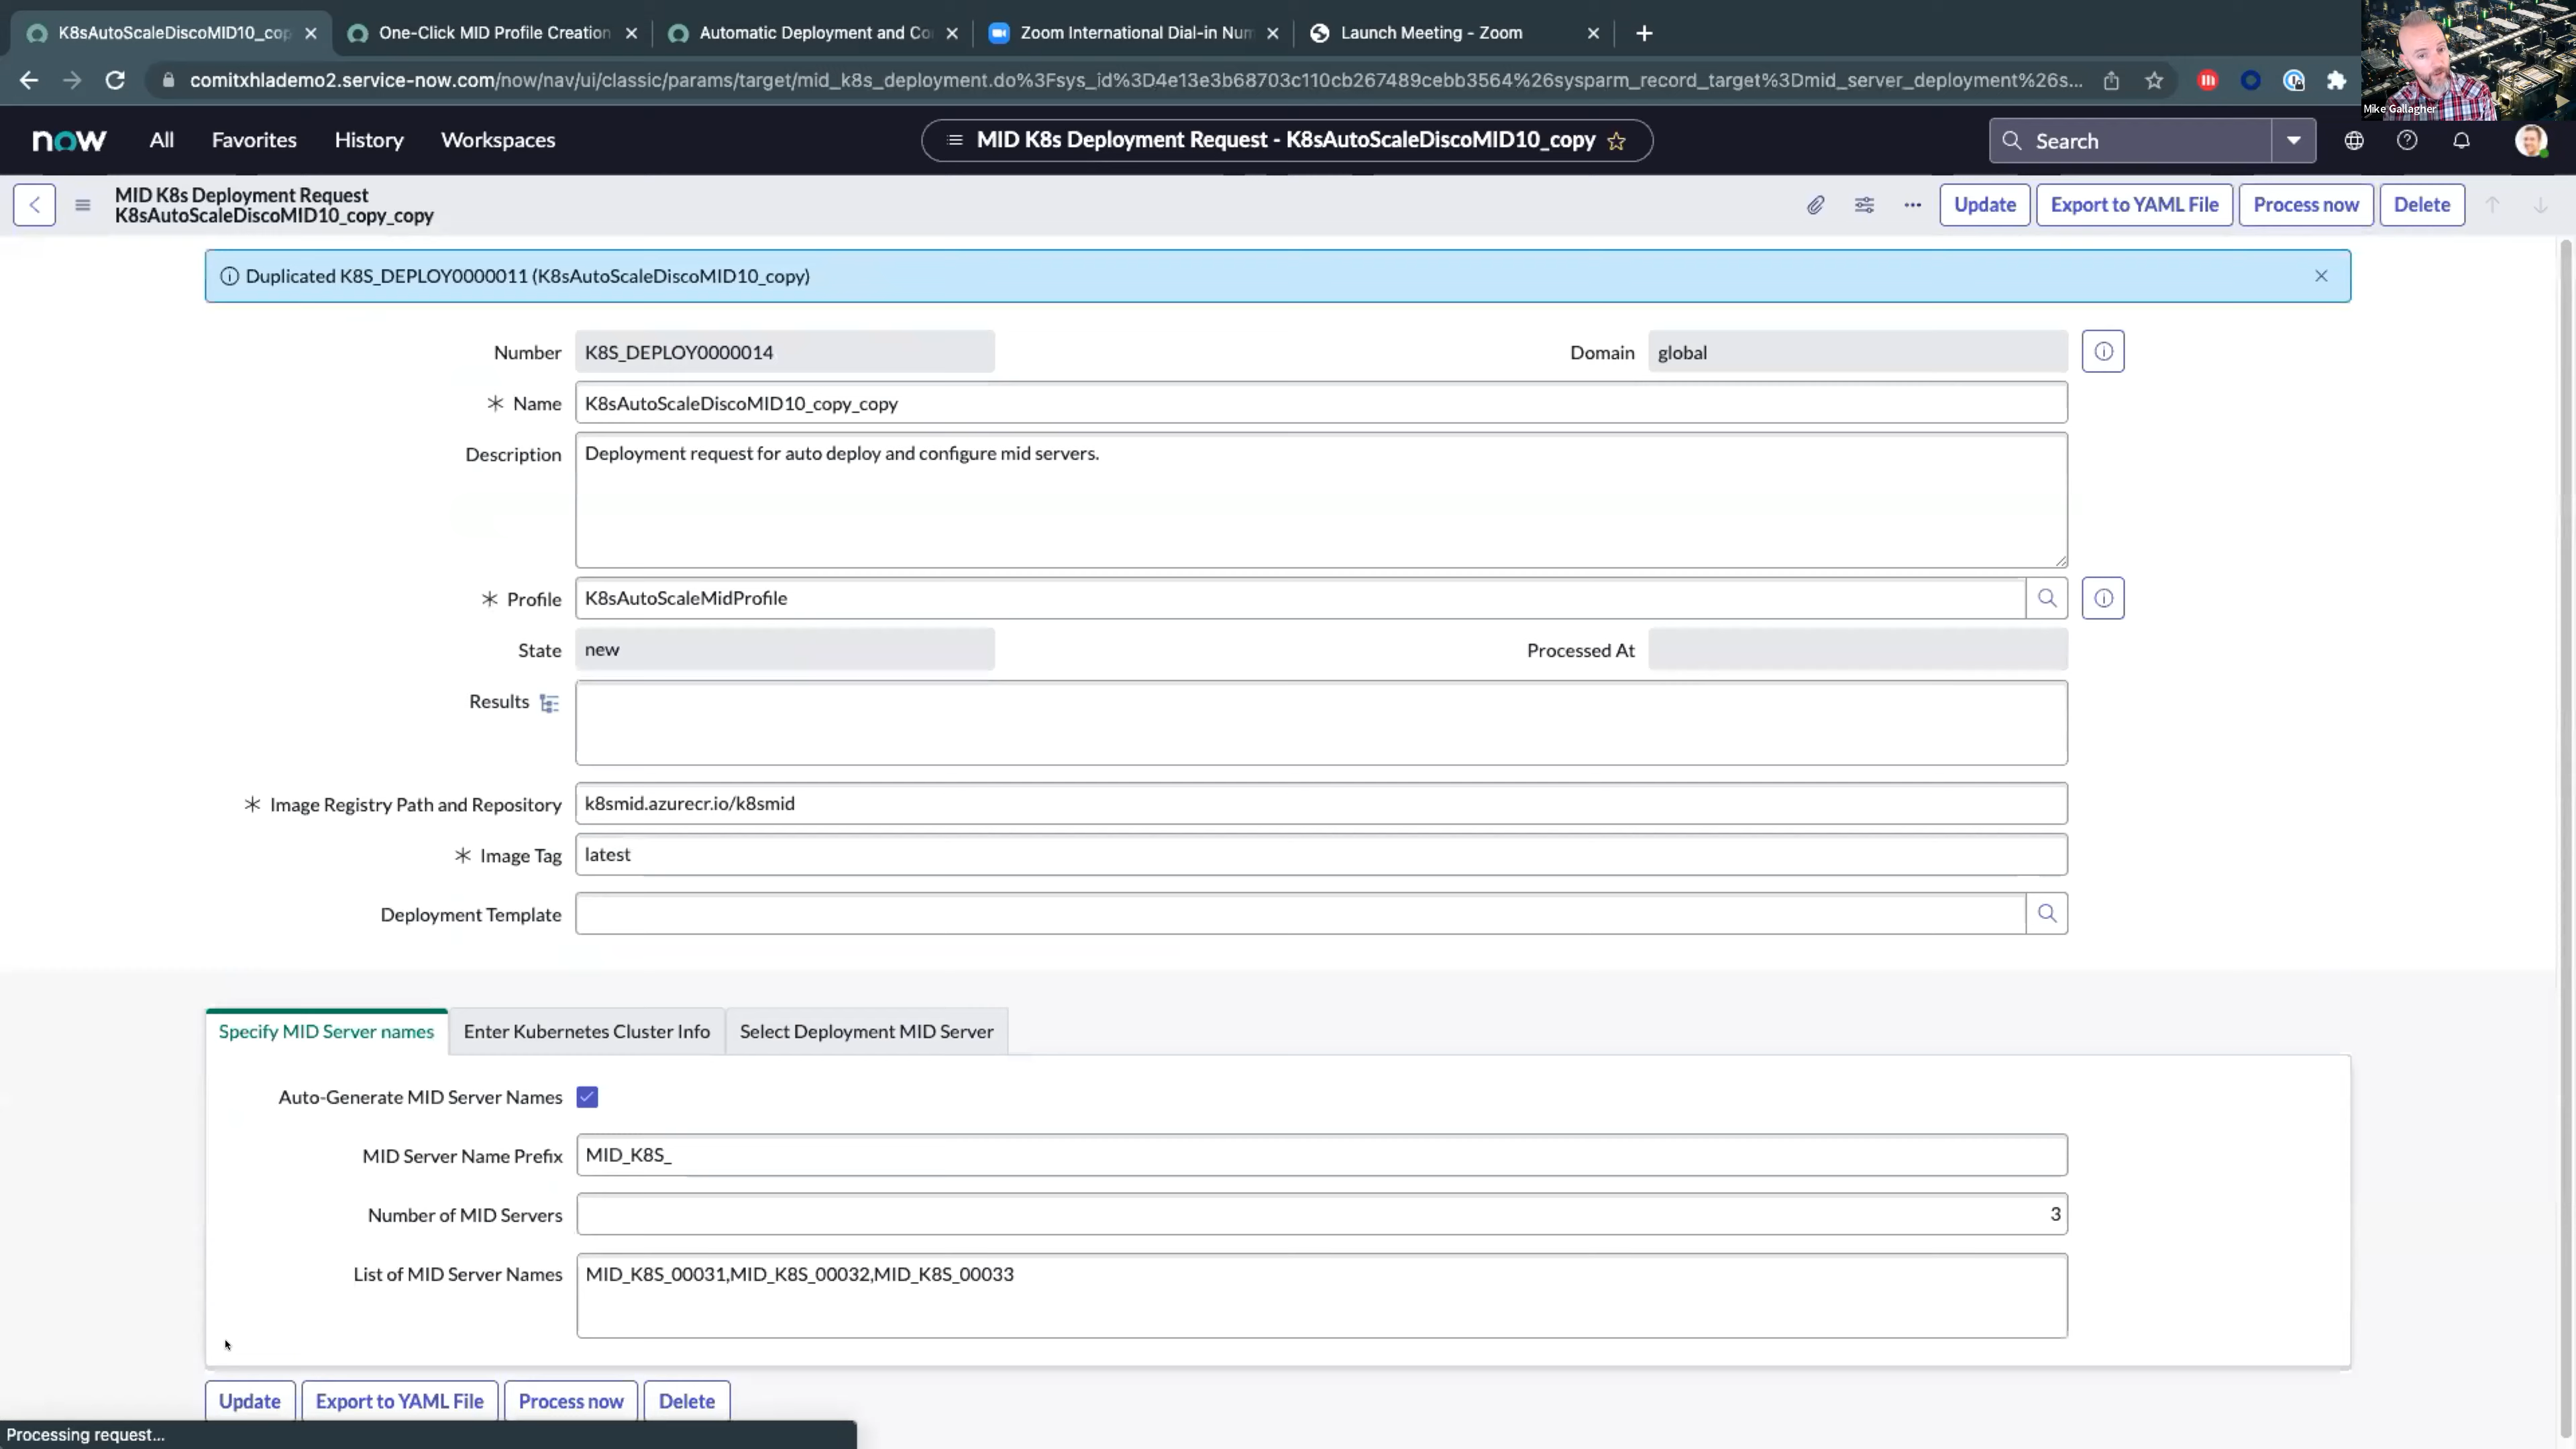 K8sAutoScaleDiscoMID10_cop
One-Click MID Profile Creation
Automatic Deployment and Co
Zoom International Dial-in Num
Launch Meeting - Zoom
comitxhlademo2.service-now.com/now/nav/ui/classic/params/target/mid_k8s_deployment.do%3Fsys_id%3D4e13e3b68703c110cb267489cebb3564%26sysparm_record_target%3Dmid_server_deployment%26s...
Mike Gallagher
now All Favorites History Workspaces
MID K8s Deployment Request - K8sAutoScaleDiscoMID10_copy
Search
MID K8s Deployment Request
K8sAutoScaleDiscoMID10_copy_copy
Update Export to YAML File Process now Delete
Duplicated K8S_DEPLOY0000011 (K8sAutoScaleDiscoMID10_copy)
Number K8S_DEPLOY0000014 Domain global
Name K8sAutoScaleDiscoMID10_copy_copy
Description Deployment request for auto deploy and configure mid servers.
Profile K8sAutoScaleMidProfile
State new Processed At
Results
Image Registry Path and Repository k8smid.azurecr.io/k8smid
Image Tag latest
Deployment Template
Specify MID Server names Enter Kubernetes Cluster Info Select Deployment MID Server
Auto-Generate MID Server Names
MID Server Name Prefix MID_K8S_
Number of MID Servers 3
List of MID Server Names MID_K8S_00031,MID_K8S_00032,MID_K8S_00033
Update Export to YAML File Process now Delete
Processing request...